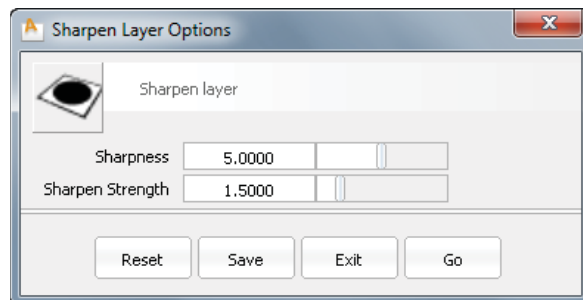 Sharpen Layer Options
Sharpen layer
Sharpness 5.0000
Sharpen Strength 1.5000
Reset Save Exit Go